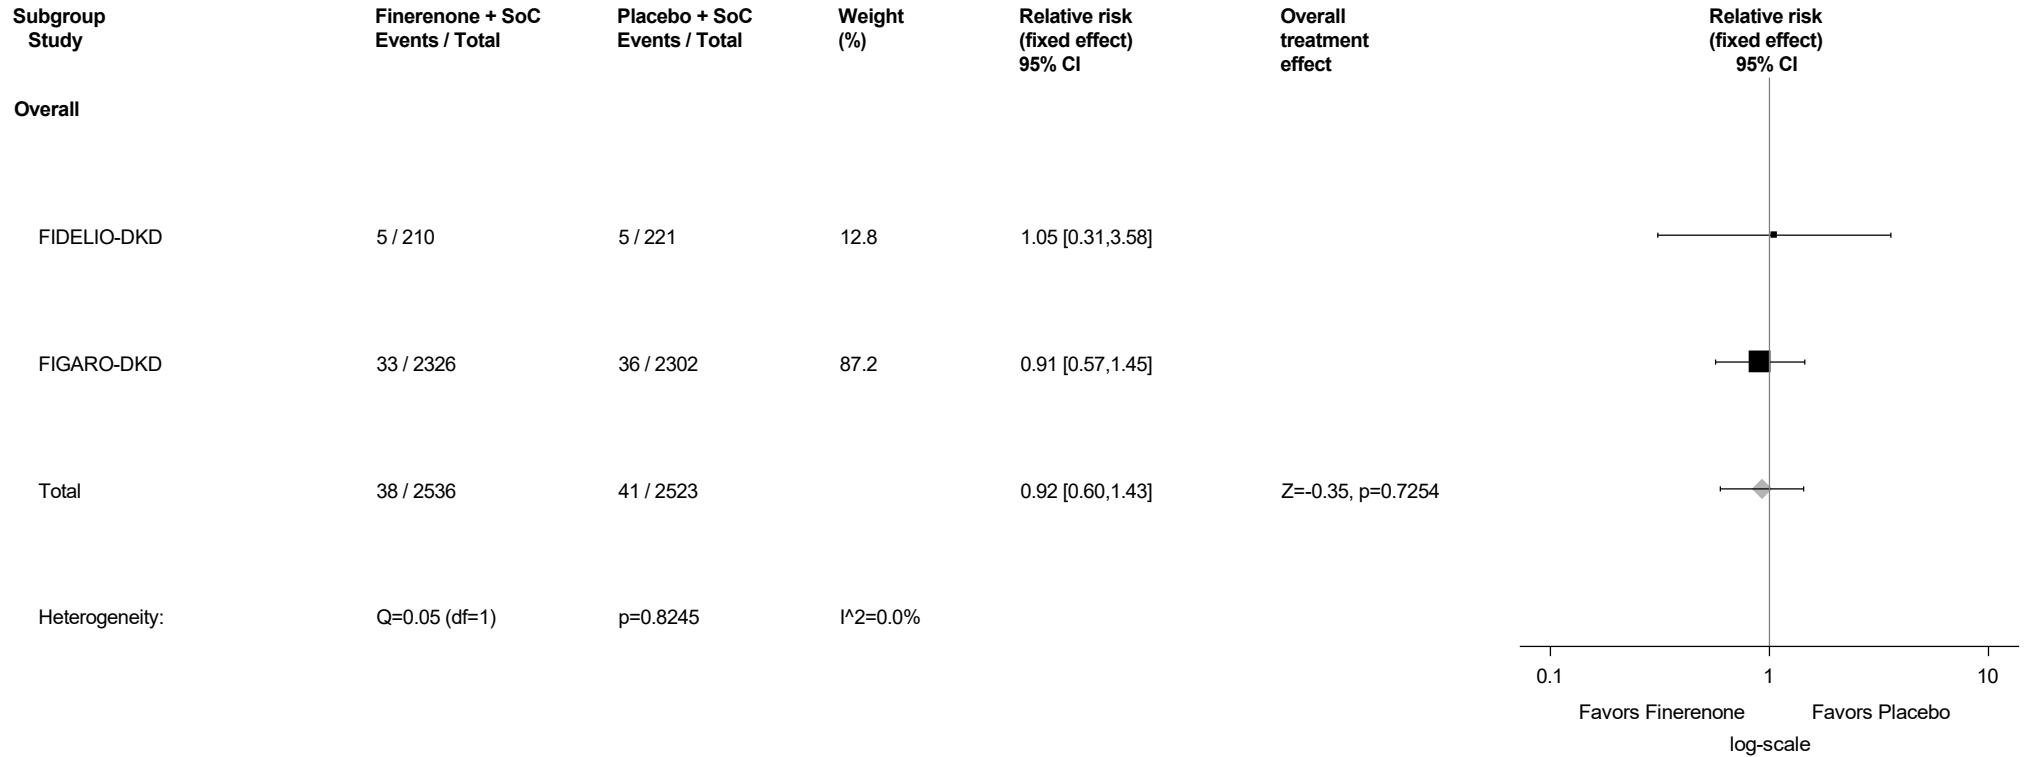 Subgroup Finerenone + SoC Placebo + SoC Weight Relative risk Overall Relative risk
Study Events / Total Events / Total (%) (fixed effect) treatment (fixed effect)
95% CI effect 95% CI
Overall
FIDELIO-DKD 5 / 210 5 / 221 12.8 1.05 [0.31,3.58]
FIGARO-DKD 33 / 2326 36 / 2302 87.2 0.91 [0.57,1.45]
Total 38 / 2536 41 / 2523 0.92 [0.60,1.43] Z=-0.35, p=0.7254
Heterogeneity: Q=0.05 (df=1) p=0.8245 I^2=0.0%
0.1 1 10
Favors Finerenone Favors Placebo
log-scale